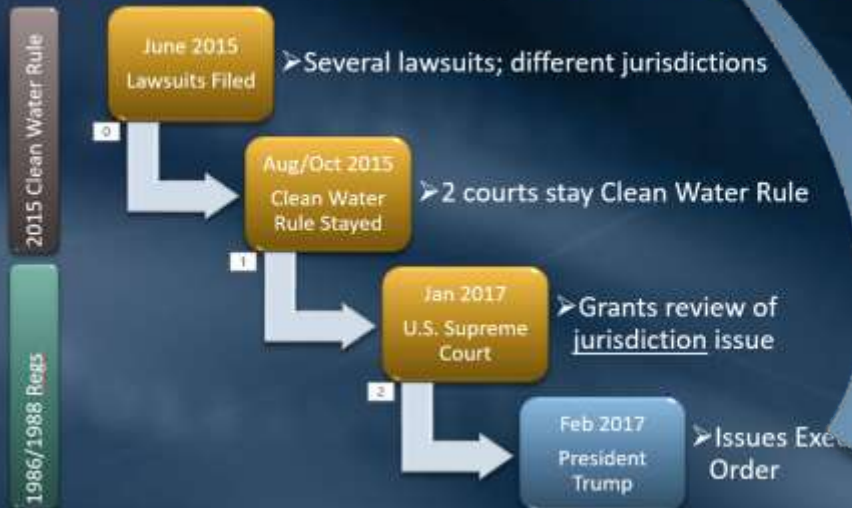 2015 Clean Water Rule
June 2015
Lawsuits Filed
➢Several lawsuits; different jurisdictions
0
Aug/Oct 2015
Clean Water
Rule Stayed
➢2 courts stay Clean Water Rule
1
1986/1988 Regs
Jan 2017
U.S. Supreme
Court
➢Grants review of
jurisdiction issue
2
Feb 2017
President
Trump
➢Issues
Order